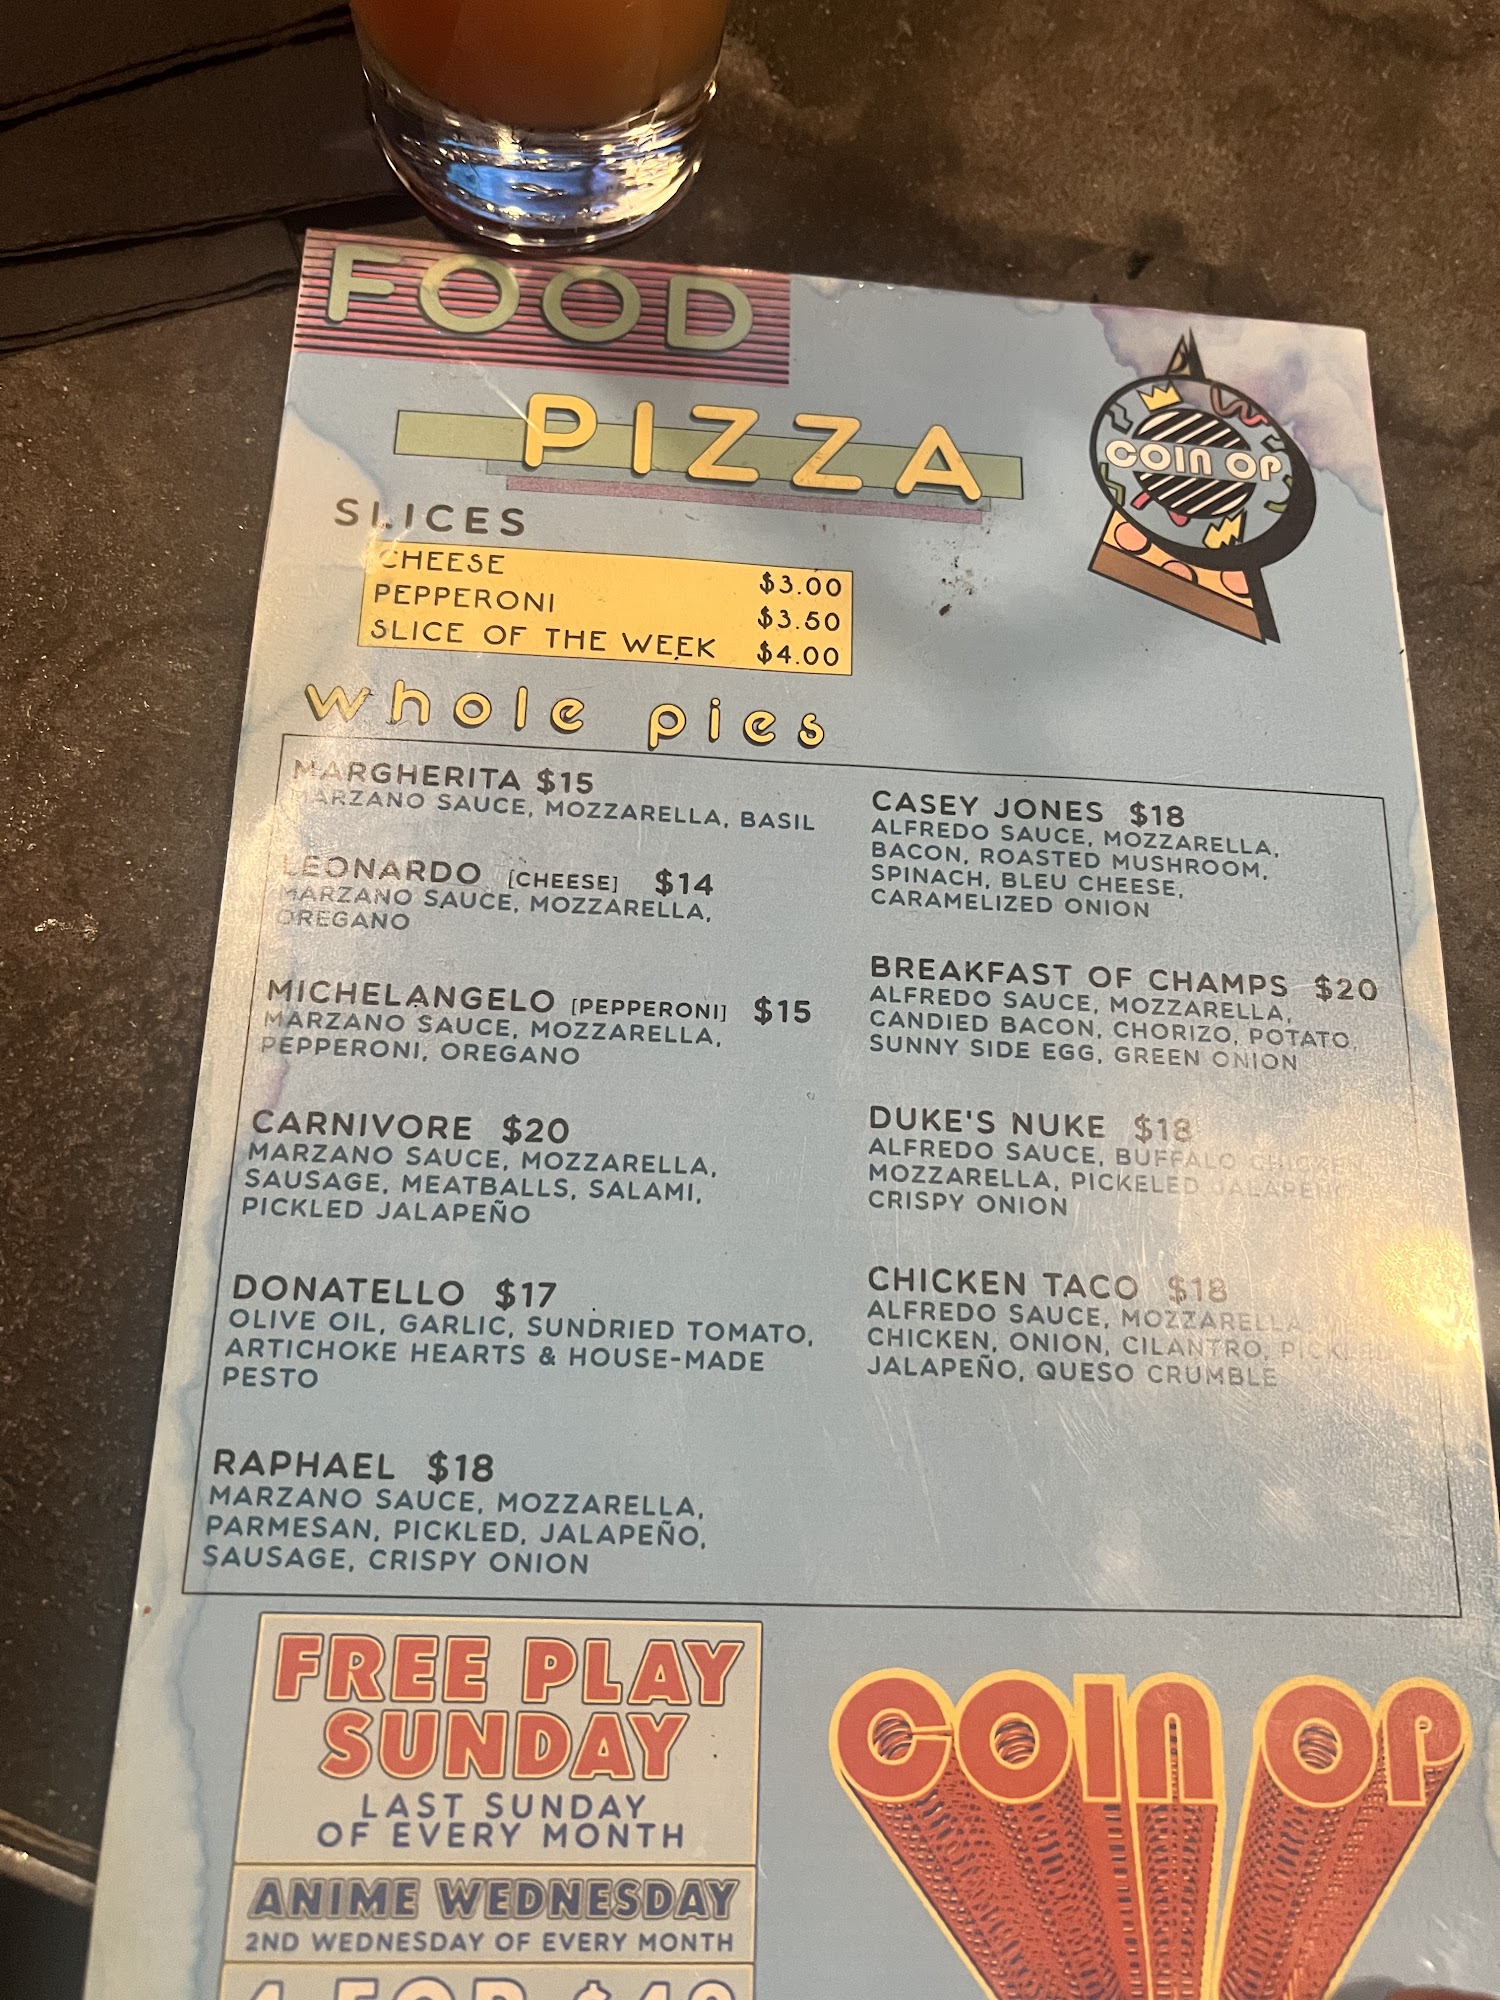 FOOD
PIZZA
COIN OP
SLICES
CHEESE $3.00
PEPPERONI $3.50
SLICE OF THE WEEK $4.00
whole pies
MARGHERITA $15
MARZANO SAUCE, MOZZARELLA, BASIL
LEONARDO [CHEESE] $14
MARZANO SAUCE, MOZZARELLA,
OREGANO
MICHELANGELO [PEPPERONI] $15
MARZANO SAUCE, MOZZARELLA,
PEPPERONI, OREGANO
CARNIVORE $20
MARZANO SAUCE, MOZZARELLA,
SAUSAGE, MEATBALLS, SALAMI,
PICKLED JALAPEÑO
DONATELLO $17
OLIVE OIL, GARLIC, SUNDRIED TOMATO,
ARTICHOKE HEARTS & HOUSE-MADE
PESTO
RAPHAEL $18
MARZANO SAUCE, MOZZARELLA,
PARMESAN, PICKLED, JALAPEÑO,
SAUSAGE, CRISPY ONION
CASEY JONES $18
ALFREDO SAUCE, MOZZARELLA,
BACON, ROASTED MUSHROOM,
SPINACH, BLEU CHEESE,
CARAMELIZED ONION
BREAKFAST OF CHAMPS $20
ALFREDO SAUCE, MOZZARELLA,
CANDIED BACON, CHORIZO, POTATO,
SUNNY SIDE EGG, GREEN ONION
DUKE'S NUKE $18
ALFREDO SAUCE, BUFFALO CHICKEN,
MOZZARELLA, PICKELED JALAPEÑO,
CRISPY ONION
CHICKEN TACO $18
ALFREDO SAUCE, MOZZARELLA,
CHICKEN, ONION, CILANTRO, PICKLED
JALAPEÑO, QUESO CRUMBLE
FREE PLAY
SUNDAY
LAST SUNDAY
OF EVERY MONTH
ANIME WEDNESDAY
2ND WEDNESDAY OF EVERY MONTH
COIN OP